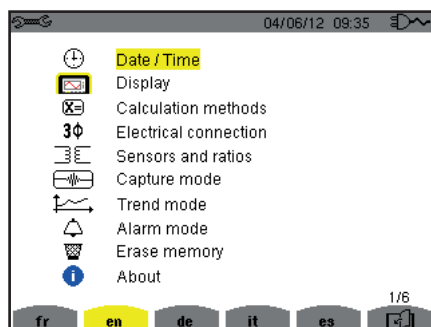 04/06/12 09:35
Date / Time
Display
X= Calculation methods
3Φ Electrical connection
Sensors and ratios
Capture mode
Trend mode
Alarm mode
Erase memory
i About
1/6
fr en de it es